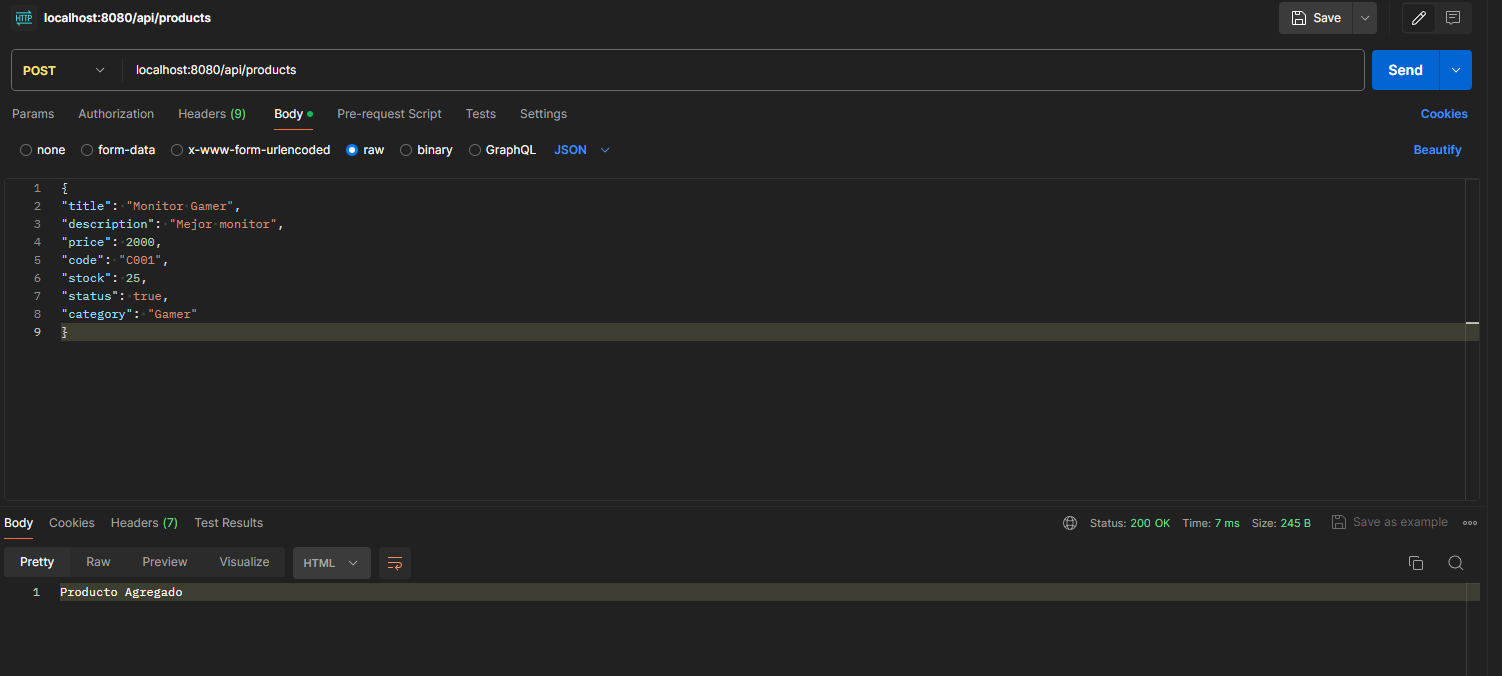 HTTP localhost:8080/api/products Save
POST localhost:8080/api/products Send
Params Authorization Headers (9) Body Pre-request Script Tests Settings Cookies
none form-data x-www-form-urlencoded raw binary GraphQL JSON Beautify
1 {
2 "title": "Monitor Gamer",
3 "description": "Mejor monitor",
4 "price": 2000,
5 "code": "C001",
6 "stock": 25,
7 "status": true,
8 "category": "Gamer"
9 }
Body Cookies Headers (7) Test Results Status: 200 OK Time: 7 ms Size: 245 B Save as example
Pretty Raw Preview Visualize HTML
1 Producto Agregado